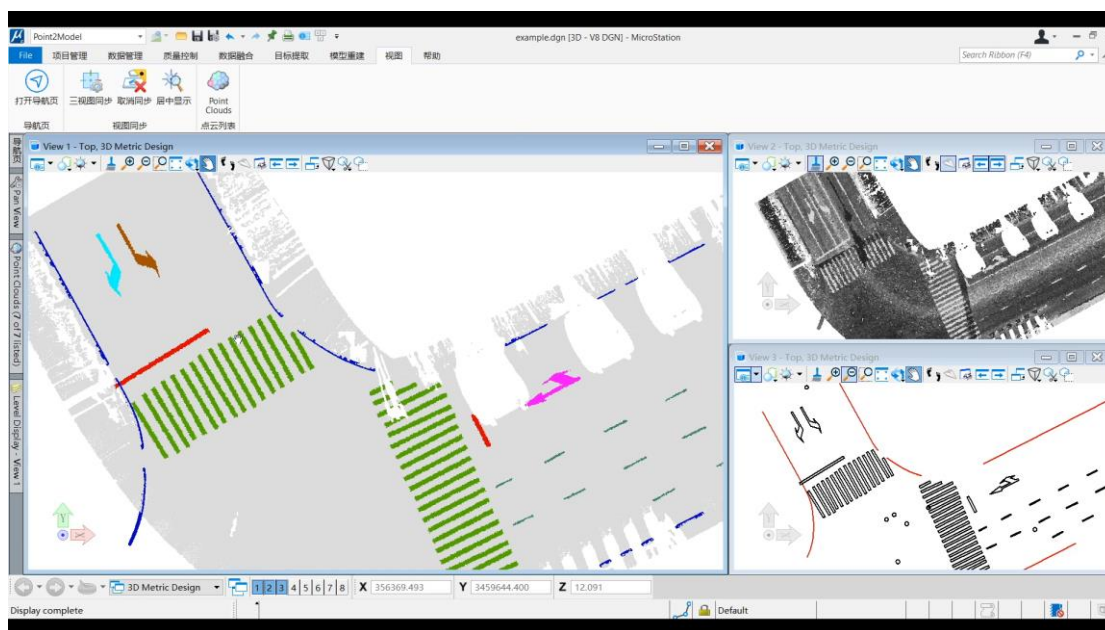 Point2Model
example.dgn [3D - V8 DGN] - MicroStation
File 项目管理 数据管理 质量控制 数据融合 目标提取 模型重建 视图 帮助
Search Ribbon (F4)
打开导航页 三视图同步 取消同步 居中显示 Point Clouds
导航页 视图同步 点云列表
导航页
Pan View
Point Clouds (7 of 7 listed)
Level Display - View 1
View 1 - Top, 3D Metric Design
View 2 - Top, 3D Metric Design
View 3 - Top, 3D Metric Design
Y
Y
Y
3D Metric Design 1 2 3 4 5 6 7 8 X 356369.493 Y 3459644.400 Z 12.091
Display complete
Default